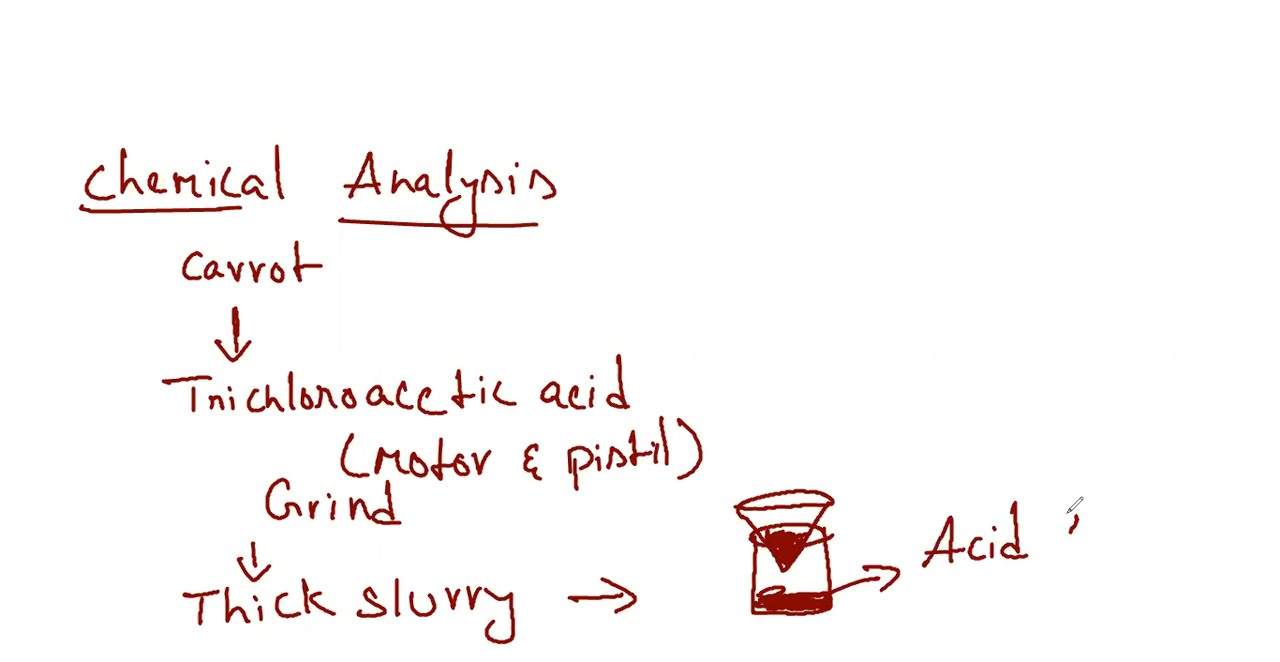 Chemical Analysis
Carrot
Trichloroacetic acid
(Motor & pistil)
Grind
Thick slurry
Acid